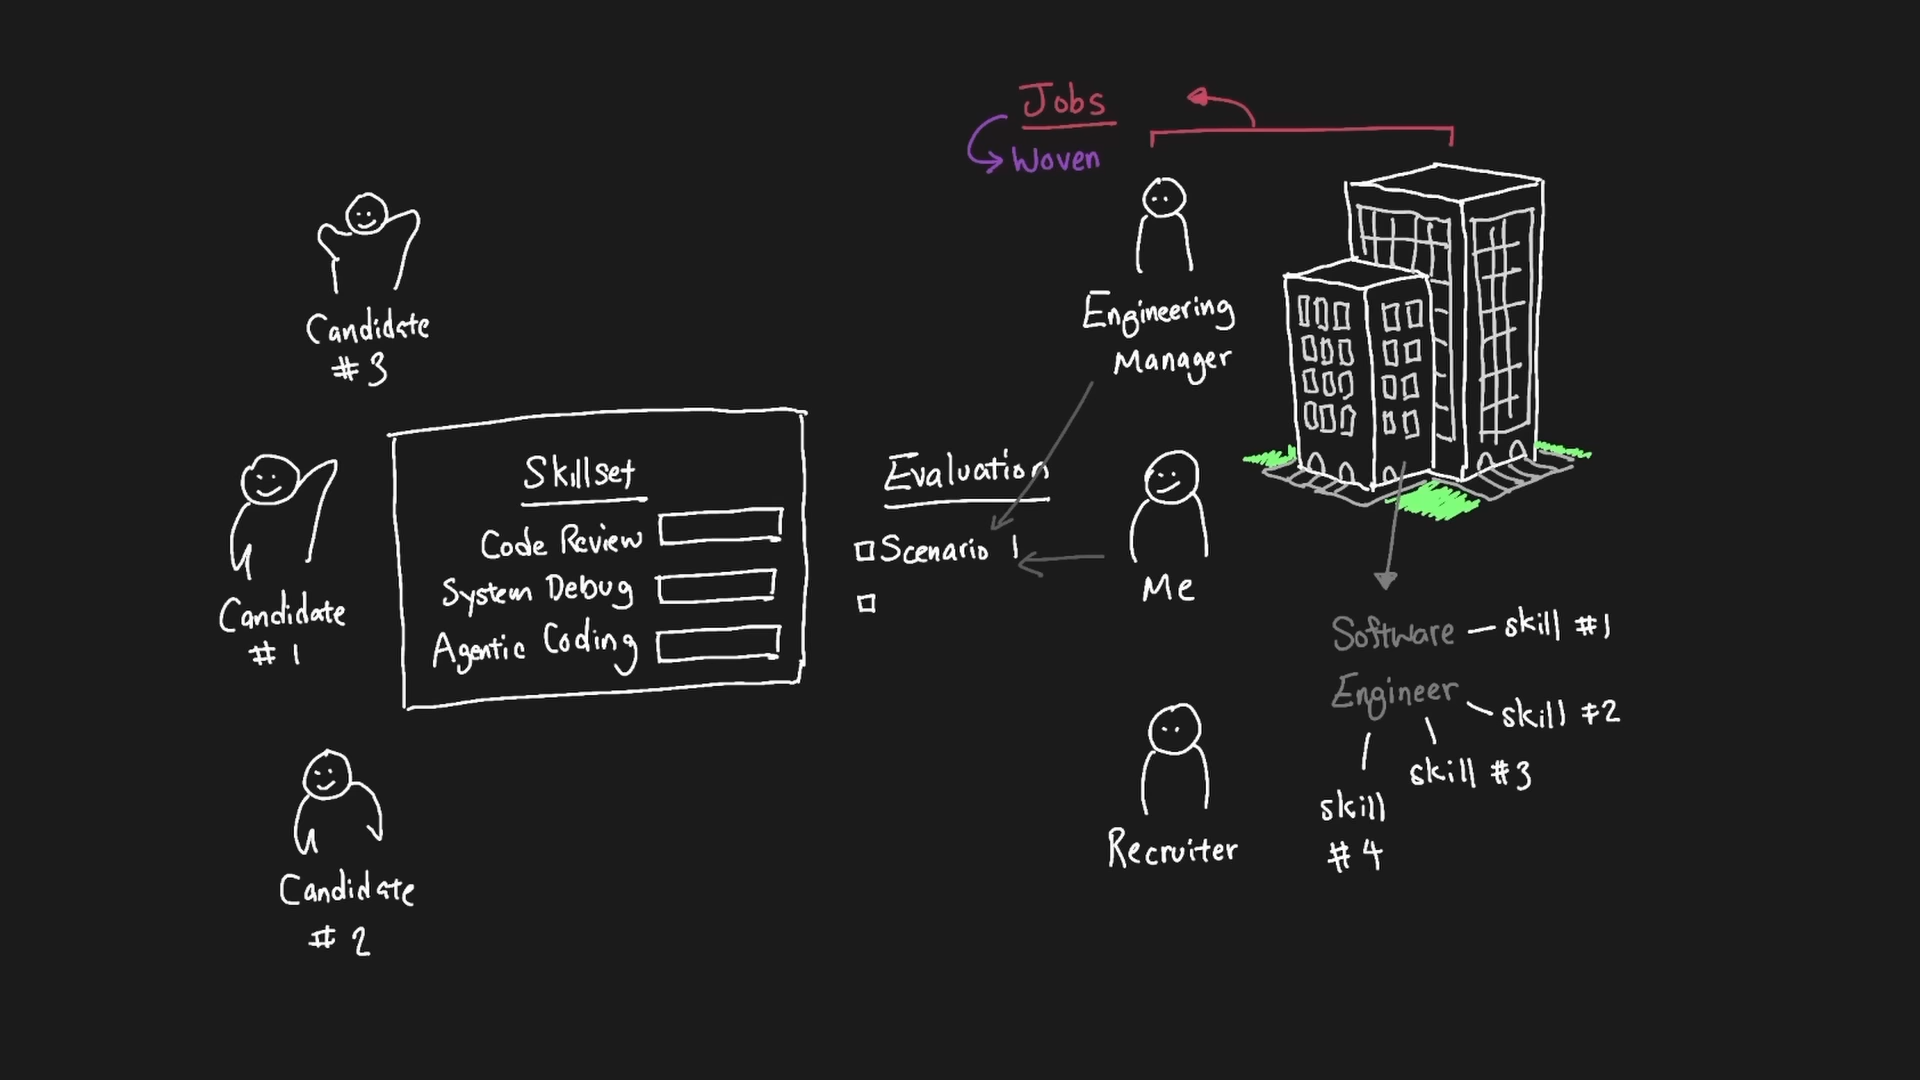 Jobs
Woven
Candidate
#3
Engineering
Manager
Skillset
Code Review
System Debug
Agentic Coding
Evaluation
Scenario 1
Me
Candidate
#1
Software
Engineer
skill #1
skill #2
skill #3
skill
#4
Recruiter
Candidate
#2